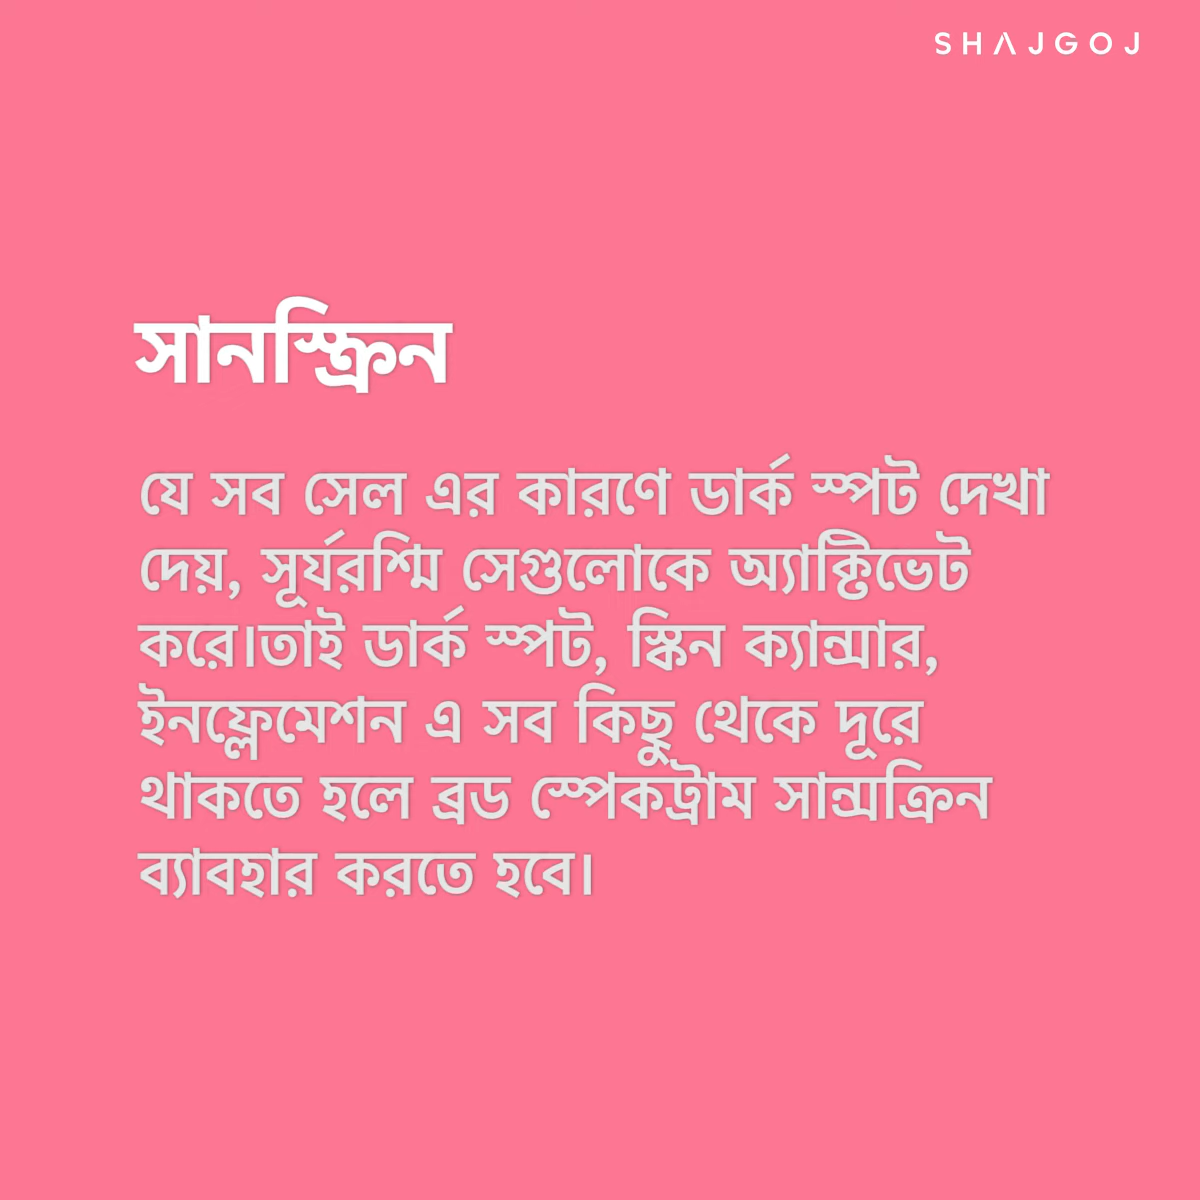 SHAJGOJ
সানস্ক্রিন
যে সব সেল এর কারণে ডার্ক স্পট দেখা
দেয়, সূর্যরশ্মি সেগুলোকে অ্যাক্টিভেট
করে।তাই ডার্ক স্পট, স্কিন ক্যান্সার,
ইনফ্লেমেশন এ সব কিছু থেকে দূরে
থাকতে হলে ব্রড স্পেকট্রাম সান্সক্রিন
ব্যাবহার করতে হবে।